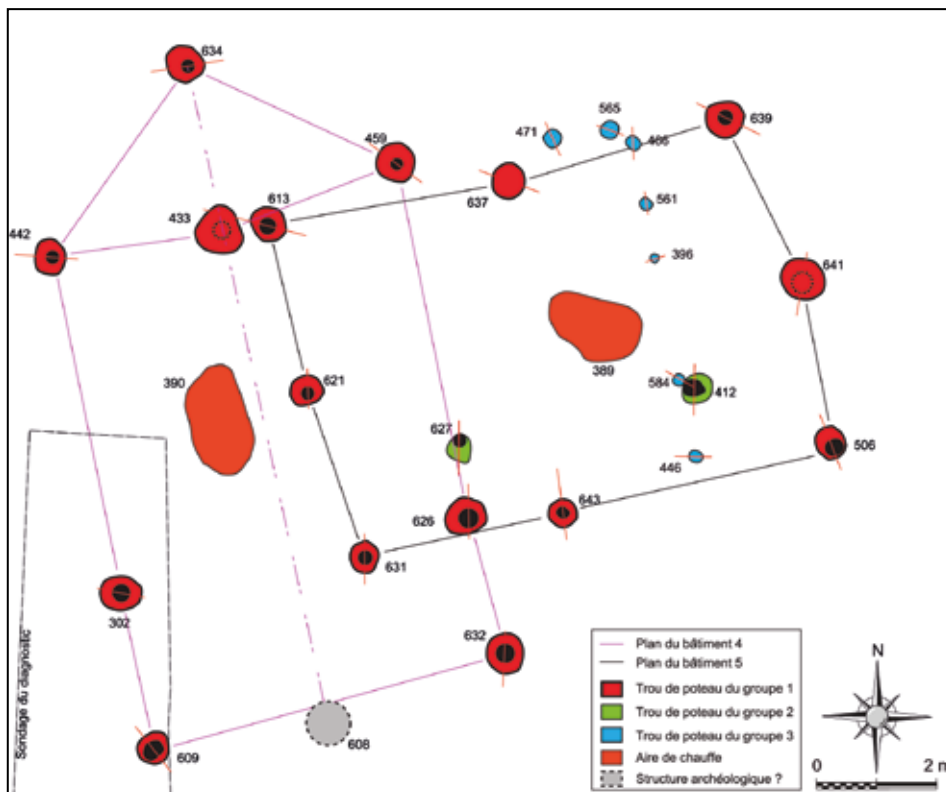 634
565
639
471
466
459
613
637
433
442
561
396
641
390
389
621
584
412
627
506
446
643
626
631
302
632
Sondage du diagnostic
609
608
Plan du bâtiment 4
Plan du bâtiment 5
Trou de poteau du groupe 1
Trou de poteau du groupe 2
Trou de poteau du groupe 3
Aire de chauffe
Structure archéologique ?
N
0 2 m